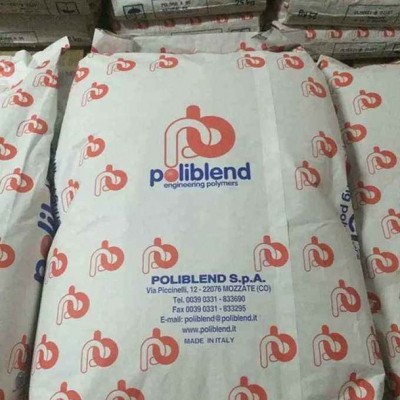 poliblend
engineering polymers
POLIBLEND S.p.A.
Via Piccinelli, 12 - 22076 MOZZATE (CO)
Tel. 0039 0331 - 833690
Fax 0039 0331 - 833295
E-mail: poliblend@poliblend.it
www.poliblend.it
MADE IN ITALY